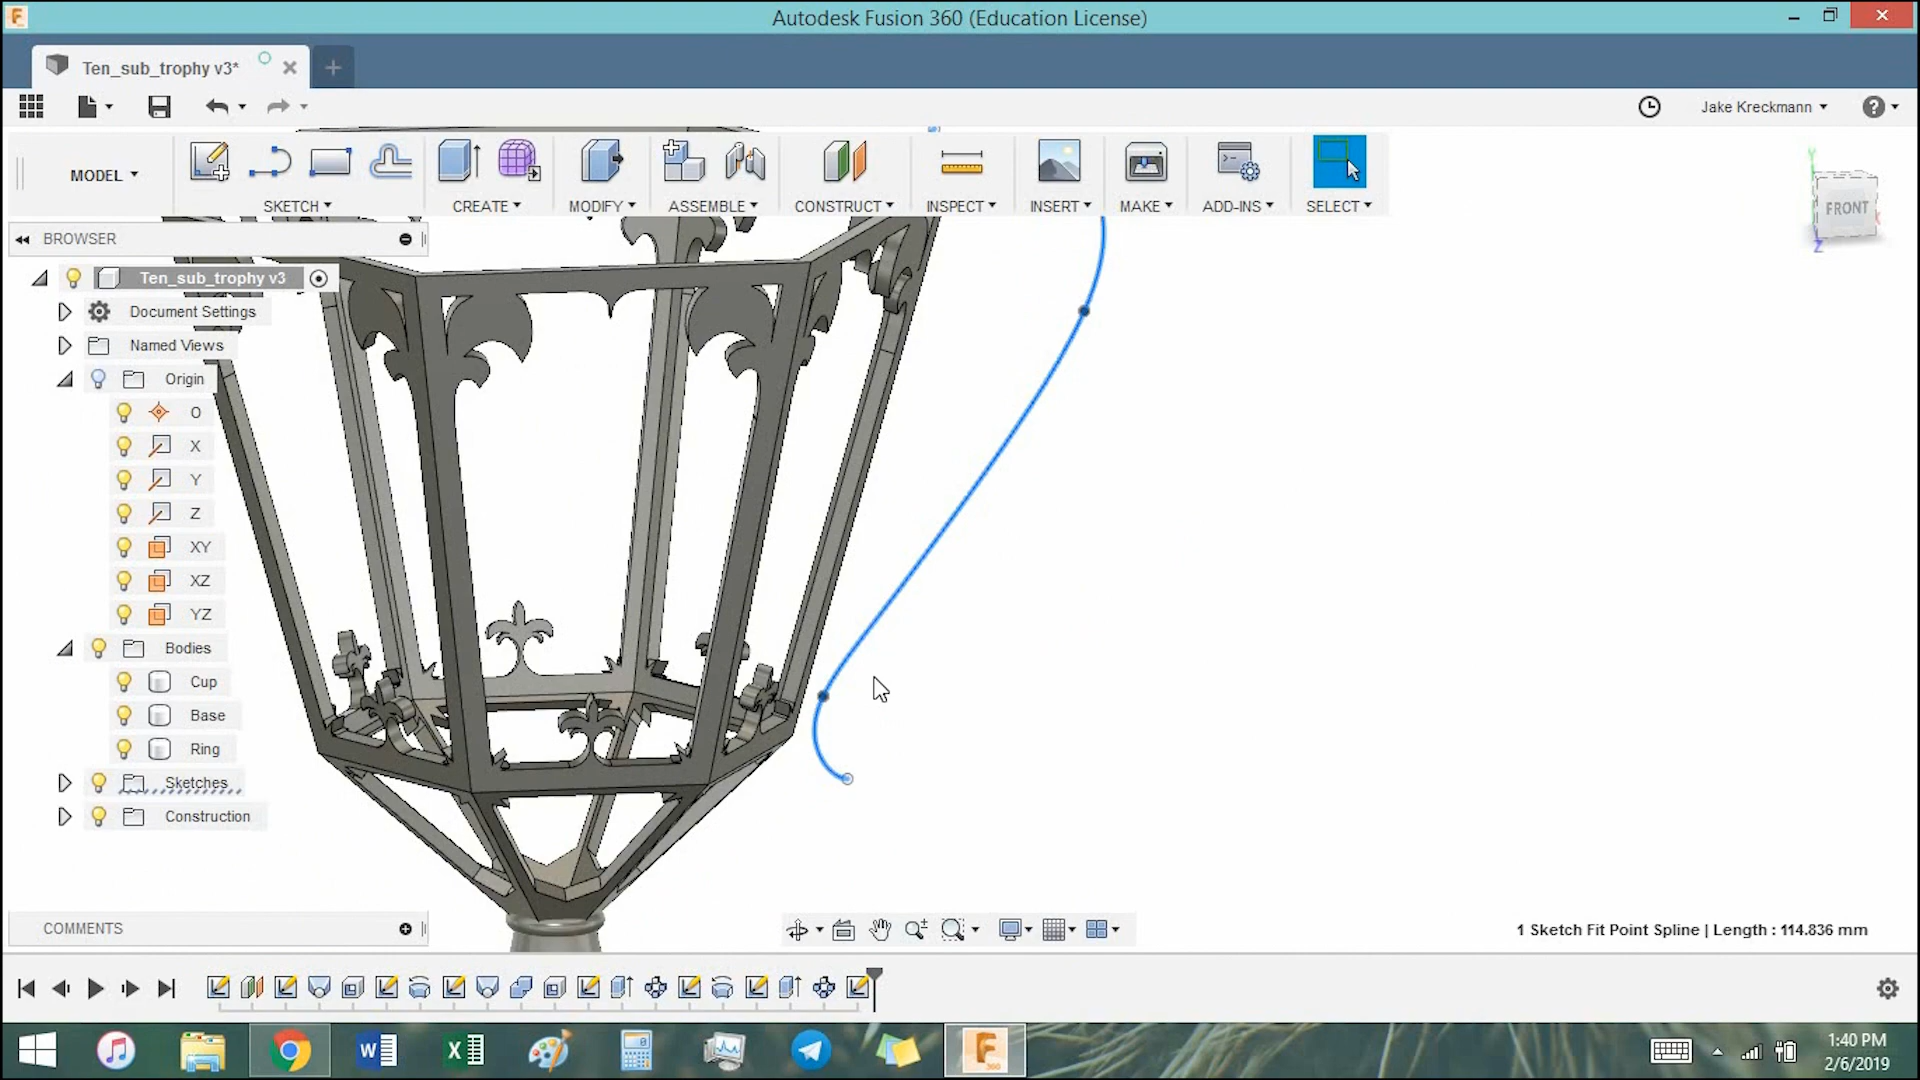 Autodesk Fusion 360 (Education License)
Ten_sub_trophy v3*
Jake Kreckmann
MODEL
SKETCH
CREATE
MODIFY
ASSEMBLE
CONSTRUCT
INSPECT
INSERT
MAKE
ADD-INS
SELECT
FRONT
Y
X
Z
BROWSER
Ten_sub_trophy v3
Document Settings
Named Views
Origin
O
X
Y
Z
XY
XZ
YZ
Bodies
Cup
Base
Ring
Sketches
Construction
COMMENTS
1 Sketch Fit Point Spline | Length : 114.836 mm
1:40 PM
2/6/2019